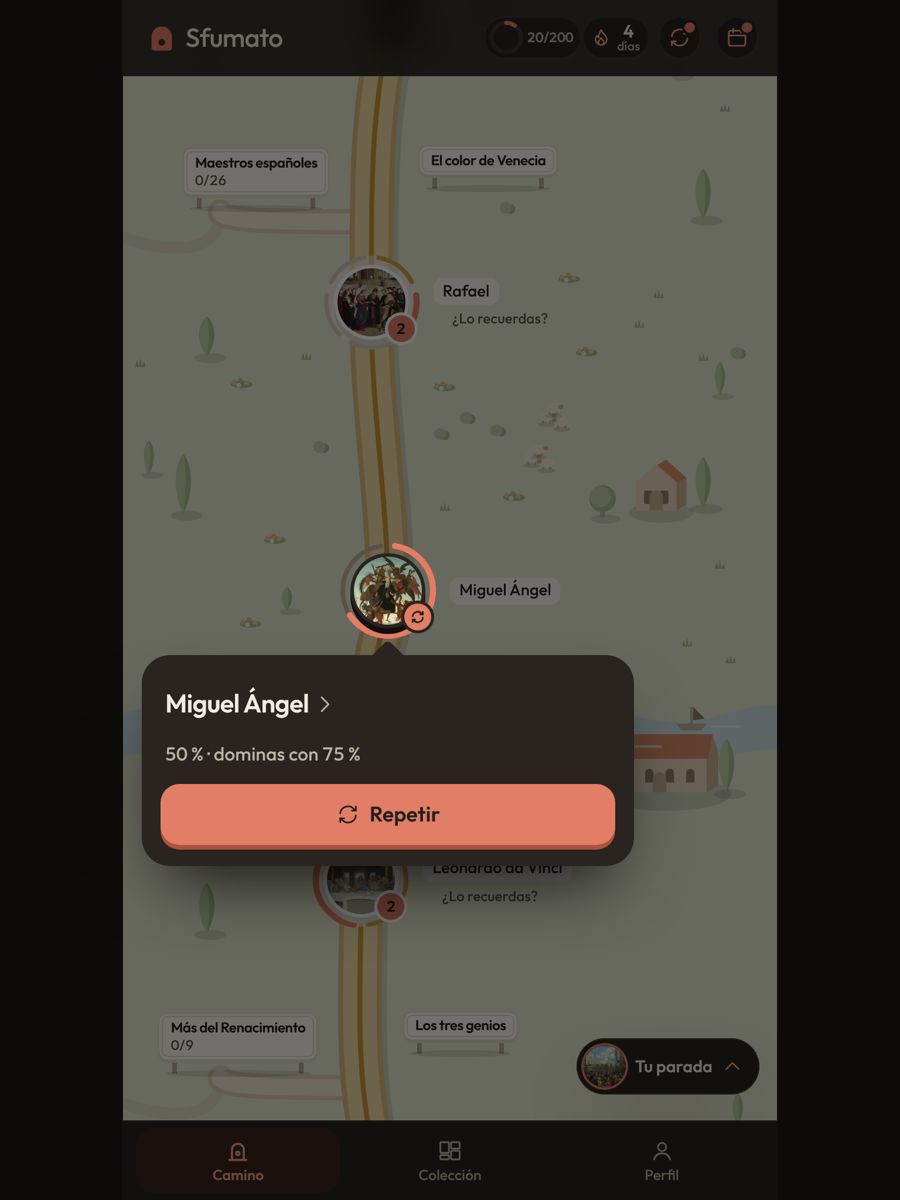 Sfumato
20/200
4
días
Maestros españoles
0/26
El color de Venecia
Rafael
2
¿Lo recuerdas?
Miguel Ángel
Miguel Ángel
50 % · dominas con 75 %
Repetir
Leonardo da Vinci
2
¿Lo recuerdas?
Más del Renacimiento
0/9
Los tres genios
Tu parada
Camino
Colección
Perfil